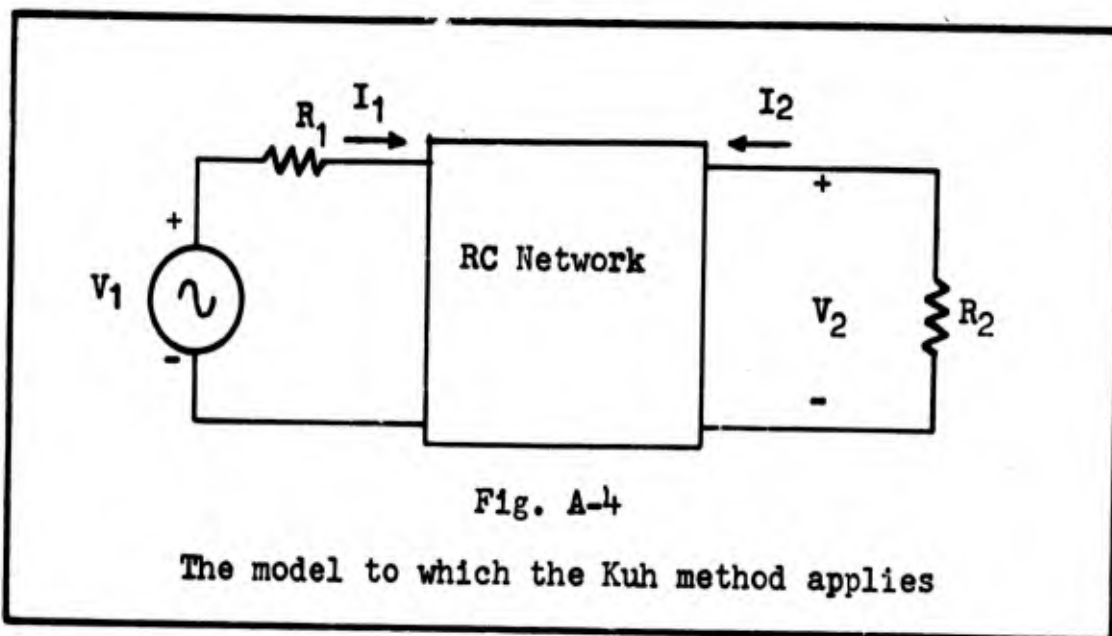 I1
I2
R1
+
+
V1
RC Network
V2
R2
-
-
Fig. A-4
The model to which the Kuh method applies